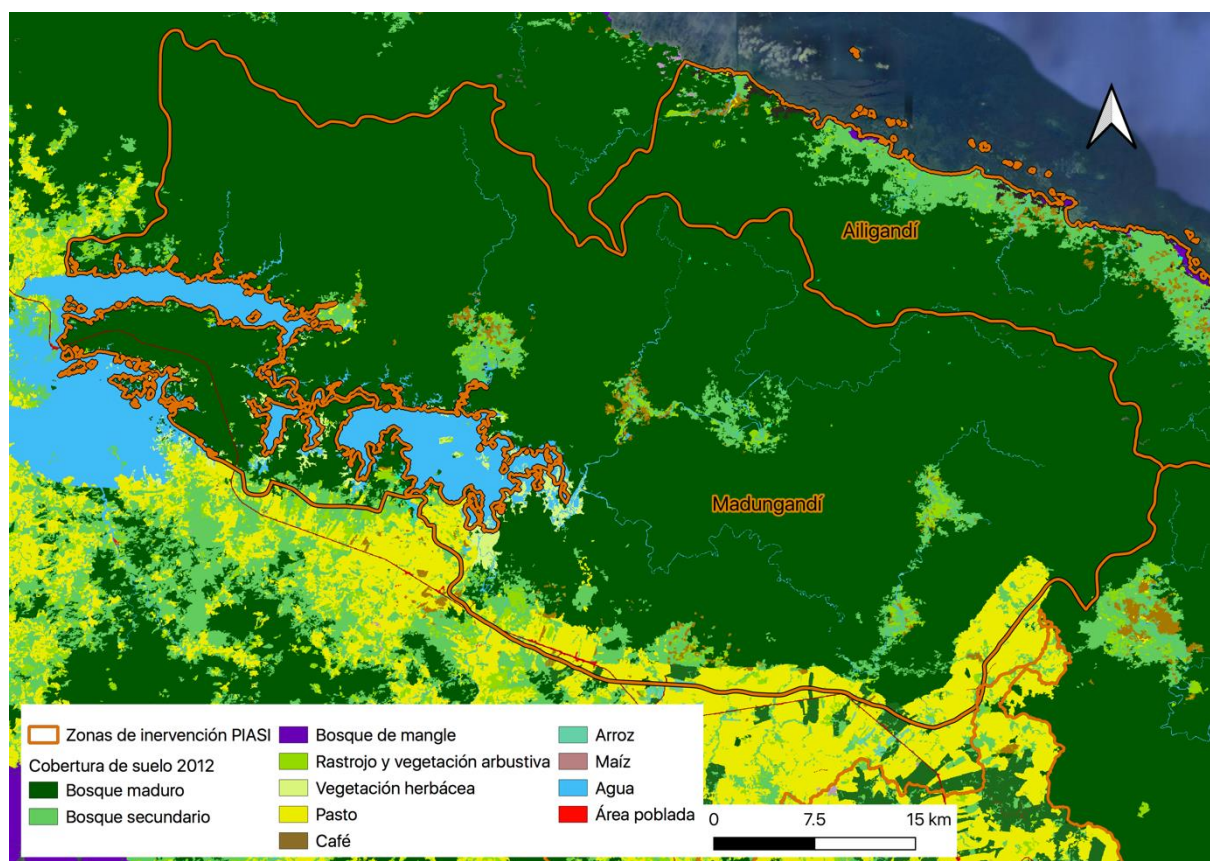 Ailigandí
Madungandí
Zonas de inervención PIASI
Cobertura de suelo 2012
Bosque maduro
Bosque secundario
Bosque de mangle
Rastrojo y vegetación arbustiva
Vegetación herbácea
Pasto
Café
Arroz
Maíz
Agua
Área poblada
0 7.5 15 km